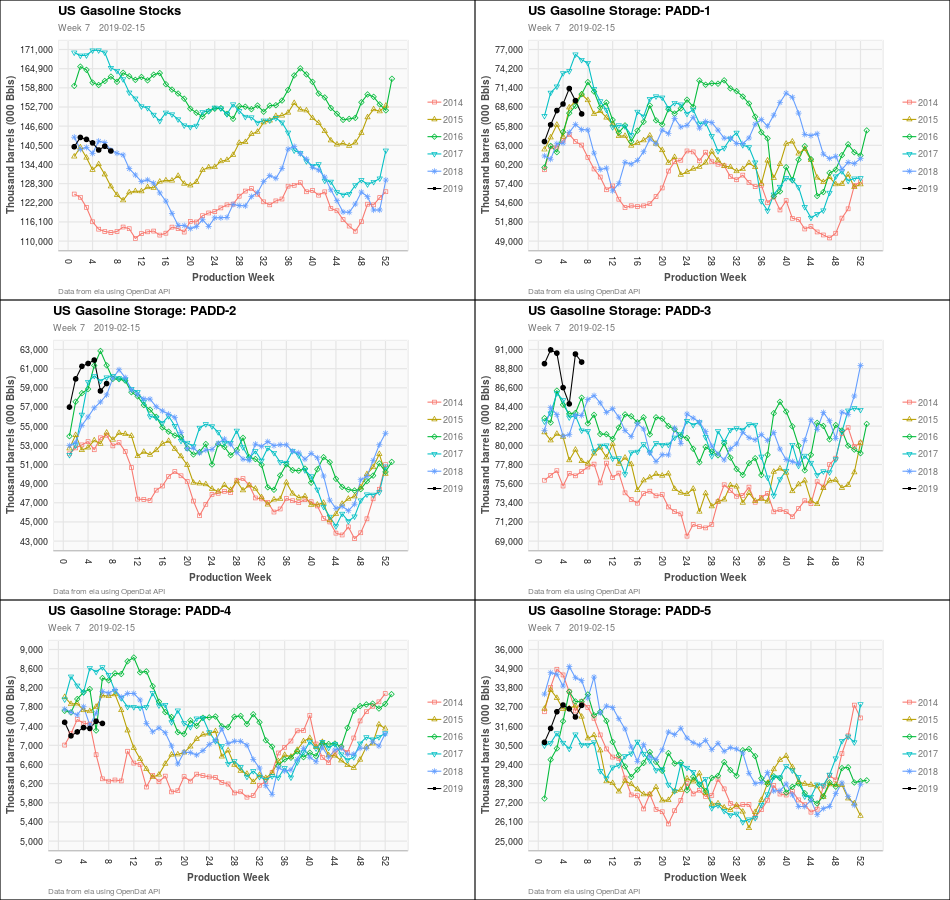 US Gasoline Stocks
Week 7 2019-02-15
Thousand barrels (000 Bbls)
171,000
164,900
158,800
152,700
146,600
140,500
134,400
128,300
122,200
116,100
110,000
0 4 8 12 16 20 24 28 32 36 40 44 48 52
Production Week
Data from eia using OpenDat API
2014
2015
2016
2017
2018
2019
US Gasoline Storage: PADD-1
Week 7 2019-02-15
Thousand barrels (000 Bbls)
77,000
74,200
71,400
68,600
65,800
63,000
60,200
57,400
54,600
51,800
49,000
0 4 8 12 16 20 24 28 32 36 40 44 48 52
Production Week
Data from eia using OpenDat API
2014
2015
2016
2017
2018
2019
US Gasoline Storage: PADD-2
Week 7 2019-02-15
Thousand barrels (000 Bbls)
63,000
61,000
59,000
57,000
55,000
53,000
51,000
49,000
47,000
45,000
43,000
0 4 8 12 16 20 24 28 32 36 40 44 48 52
Production Week
Data from eia using OpenDat API
2014
2015
2016
2017
2018
2019
US Gasoline Storage: PADD-3
Week 7 2019-02-15
Thousand barrels (000 Bbls)
91,000
88,800
86,600
84,400
82,200
80,000
77,800
75,600
73,400
71,200
69,000
0 4 8 12 16 20 24 28 32 36 40 44 48 52
Production Week
Data from eia using OpenDat API
2014
2015
2016
2017
2018
2019
US Gasoline Storage: PADD-4
Week 7 2019-02-15
Thousand barrels (000 Bbls)
9,000
8,600
8,200
7,800
7,400
7,000
6,600
6,200
5,800
5,400
5,000
0 4 8 12 16 20 24 28 32 36 40 44 48 52
Production Week
Data from eia using OpenDat API
2014
2015
2016
2017
2018
2019
US Gasoline Storage: PADD-5
Week 7 2019-02-15
Thousand barrels (000 Bbls)
36,000
34,900
33,800
32,700
31,600
30,500
29,400
28,300
27,200
26,100
25,000
0 4 8 12 16 20 24 28 32 36 40 44 48 52
Production Week
Data from eia using OpenDat API
2014
2015
2016
2017
2018
2019